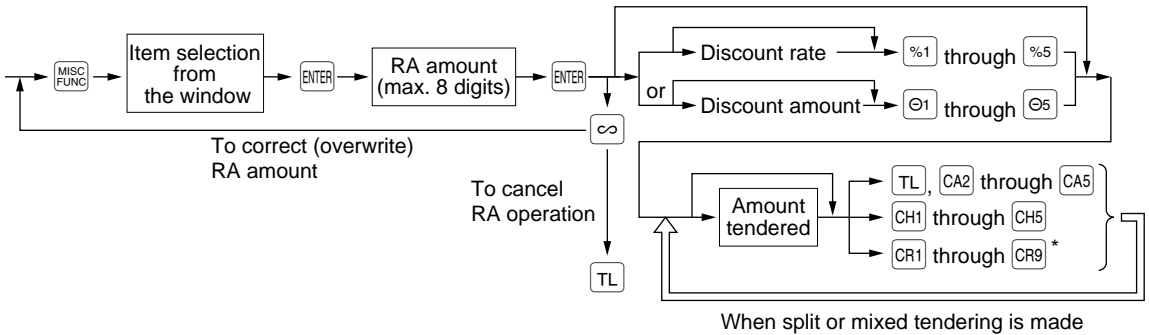 MISC
FUNC
Item selection
from
the window
ENTER
RA amount
(max. 8 digits)
ENTER
Discount rate
%1 through %5
or
Discount amount
⊖1 through ⊖5
∞
To correct (overwrite)
RA amount
To cancel
RA operation
TL
Amount
tendered
TL, CA2 through CA5
CH1 through CH5
CR1 through CR9 *
When split or mixed tendering is made